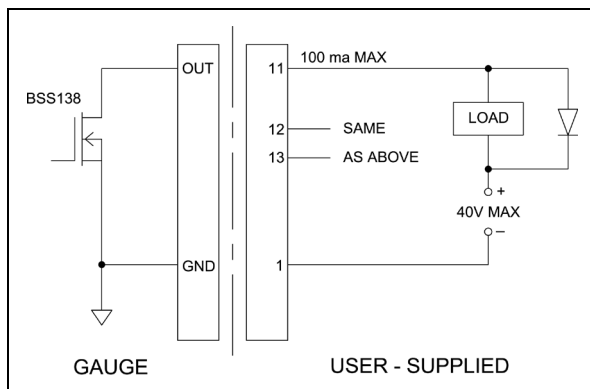 BSS138
OUT
GND
GAUGE
11
100 ma MAX
12
SAME
13
AS ABOVE
LOAD
+
40V MAX
–
1
USER - SUPPLIED